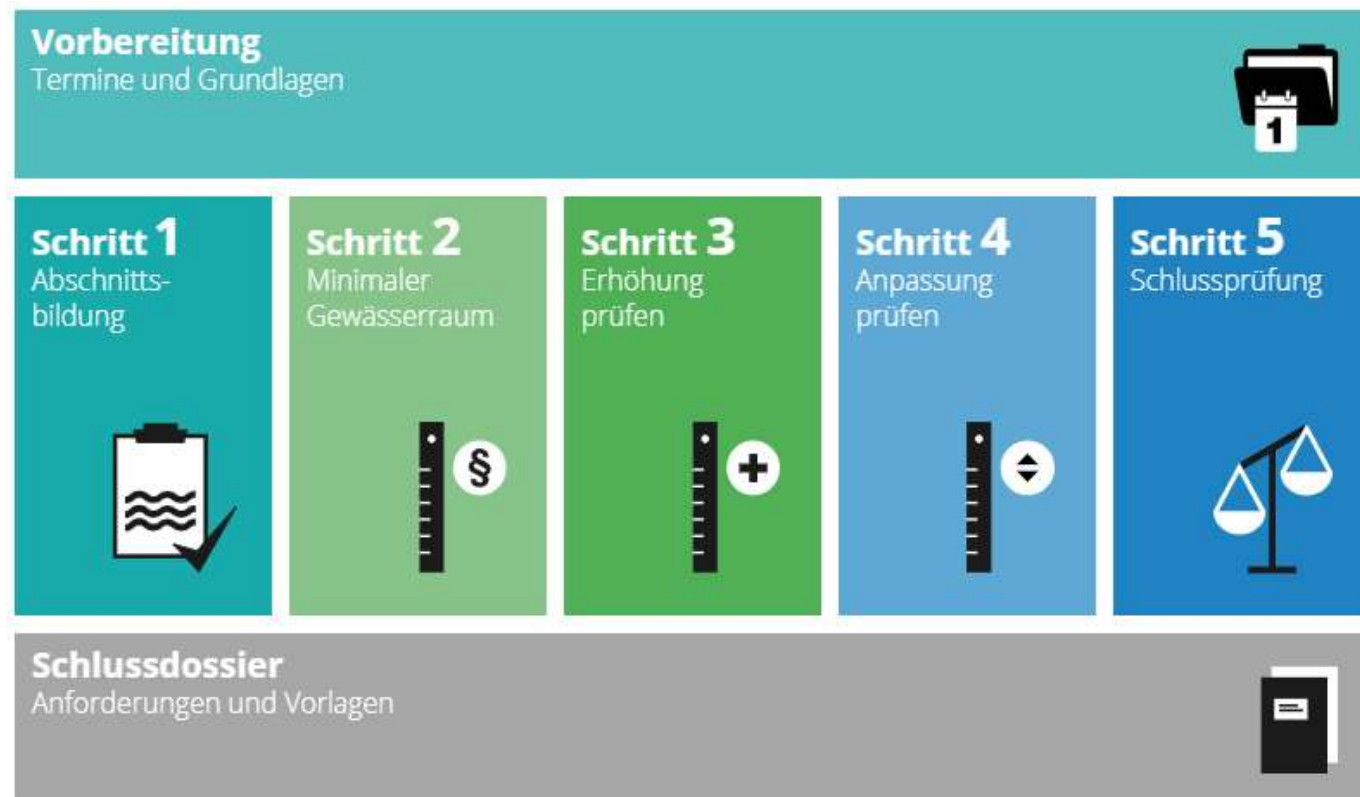 Vorbereitung
Termine und Grundlagen
1
Schritt 1
Abschnitts-
bildung
Schritt 2
Minimaler
Gewässerraum
§
Schritt 3
Erhöhung
prüfen
Schritt 4
Anpassung
prüfen
Schritt 5
Schlussprüfung
Schlussdossier
Anforderungen und Vorlagen